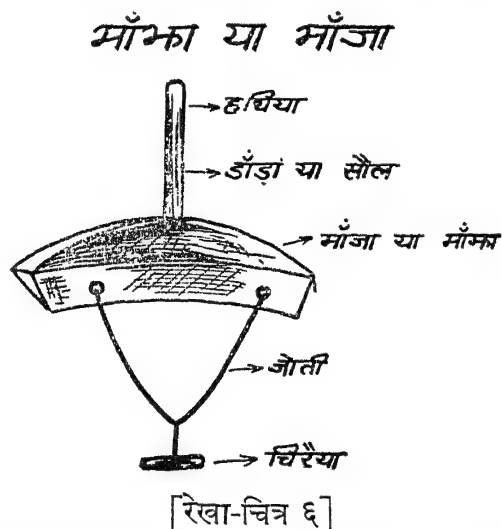 माँझा या माँजा
हथिया
डाँड़ां या सौल
माँजा या माँझा
जोती
चिरैया
[रेखा-चित्र ६]